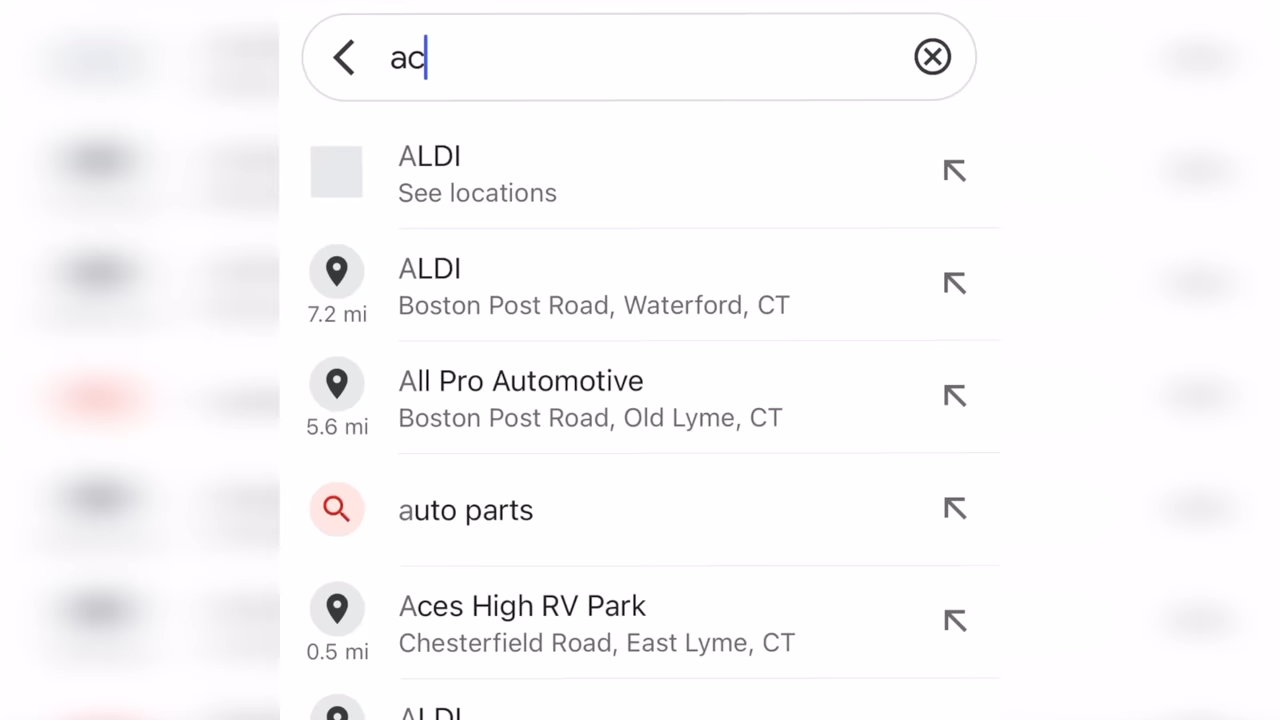 ac
ALDI
See locations
ALDI
7.2 mi
Boston Post Road, Waterford, CT
All Pro Automotive
5.6 mi
Boston Post Road, Old Lyme, CT
auto parts
Aces High RV Park
0.5 mi
Chesterfield Road, East Lyme, CT
ALDI